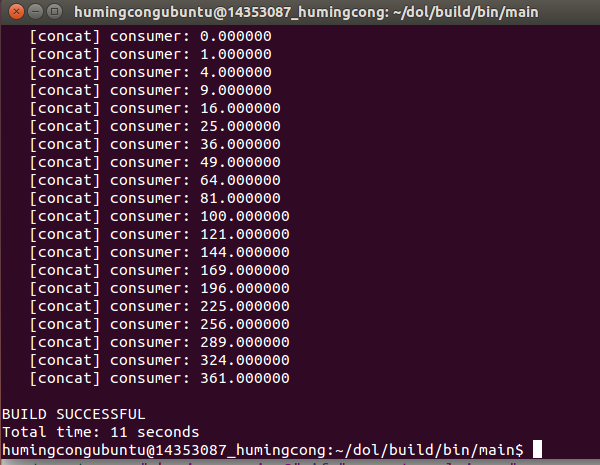 humingcongubuntu@14353087_humingcong: ~/dol/build/bin/main
[concat] consumer: 0.000000
[concat] consumer: 1.000000
[concat] consumer: 4.000000
[concat] consumer: 9.000000
[concat] consumer: 16.000000
[concat] consumer: 25.000000
[concat] consumer: 36.000000
[concat] consumer: 49.000000
[concat] consumer: 64.000000
[concat] consumer: 81.000000
[concat] consumer: 100.000000
[concat] consumer: 121.000000
[concat] consumer: 144.000000
[concat] consumer: 169.000000
[concat] consumer: 196.000000
[concat] consumer: 225.000000
[concat] consumer: 256.000000
[concat] consumer: 289.000000
[concat] consumer: 324.000000
[concat] consumer: 361.000000
BUILD SUCCESSFUL
Total time: 11 seconds
humingcongubuntu@14353087_humingcong:~/dol/build/bin/main$